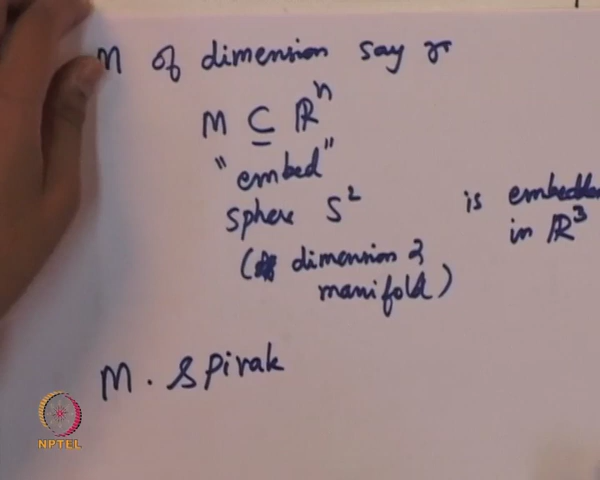 M of dimension say r
M ⊆ ℝⁿ
"embed"
sphere S² is embedded
in ℝ³
(dimension 2
manifold)
M. Spivak
NPTEL